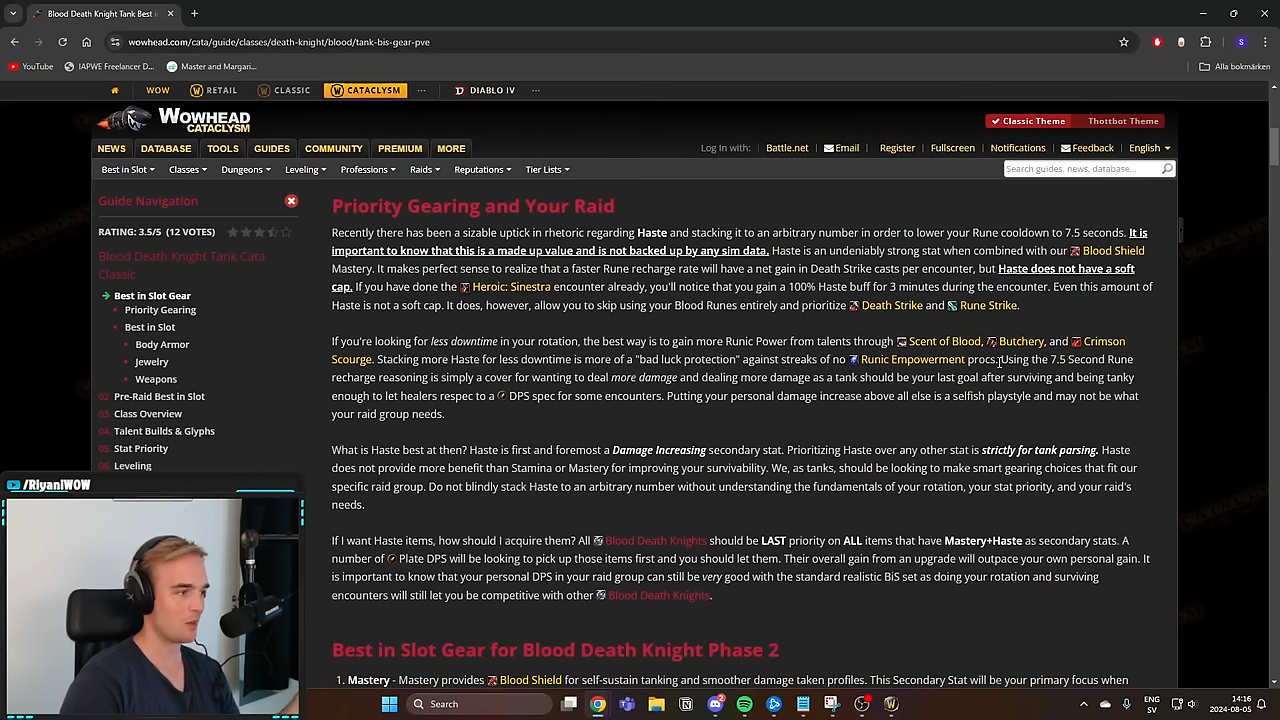 Blood Death Knight Tank Best in
wowhead.com/cata/guide/classes/death-knight/blood/tank-bis-gear-pve
YouTube IAPWE Freelancer D... Master and Margari... Alla bokmärken
WOW RETAIL CLASSIC CATACLYSM ... DIABLO IV ...
WOWHEAD
CATACLYSM
Classic Theme Thottbot Theme
NEWS DATABASE TOOLS GUIDES COMMUNITY PREMIUM MORE
Log In with: Battle.net Email Register Fullscreen Notifications Feedback English
Best in Slot Classes Dungeons Leveling Professions Raids Reputations Tier Lists
Search guides, news, database...
Guide Navigation
RATING: 3.5/5 (12 VOTES)
Blood Death Knight Tank Cata
Classic
Best in Slot Gear
Priority Gearing
Best in Slot
Body Armor
Jewelry
Weapons
02. Pre-Raid Best in Slot
03. Class Overview
04. Talent Builds & Glyphs
05. Stat Priority
06. Leveling
Priority Gearing and Your Raid
Recently there has been a sizable uptick in rhetoric regarding Haste and stacking it to an arbitrary number in order to lower your Rune cooldown to 7.5 seconds. It is
important to know that this is a made up value and is not backed up by any sim data. Haste is an undeniably strong stat when combined with our Blood Shield
Mastery. It makes perfect sense to realize that a faster Rune recharge rate will have a net gain in Death Strike casts per encounter, but Haste does not have a soft
cap. If you have done the Heroic: Sinestra encounter already, you'll notice that you gain a 100% Haste buff for 3 minutes during the encounter. Even this amount of
Haste is not a soft cap. It does, however, allow you to skip using your Blood Runes entirely and prioritize Death Strike and Rune Strike.
If you're looking for less downtime in your rotation, the best way is to gain more Runic Power from talents through Scent of Blood, Butchery, and Crimson
Scourge. Stacking more Haste for less downtime is more of a "bad luck protection" against streaks of no Runic Empowerment procs. Using the 7.5 Second Rune
recharge reasoning is simply a cover for wanting to deal more damage and dealing more damage as a tank should be your last goal after surviving and being tanky
enough to let healers respec to a DPS spec for some encounters. Putting your personal damage increase above all else is a selfish playstyle and may not be what
your raid group needs.
What is Haste best at then? Haste is first and foremost a Damage Increasing secondary stat. Prioritizing Haste over any other stat is strictly for tank parsing. Haste
does not provide more benefit than Stamina or Mastery for improving your survivability. We, as tanks, should be looking to make smart gearing choices that fit our
specific raid group. Do not blindly stack Haste to an arbitrary number without understanding the fundamentals of your rotation, your stat priority, and your raid's
needs.
If I want Haste items, how should I acquire them? All Blood Death Knights should be LAST priority on ALL items that have Mastery+Haste as secondary stats. A
number of Plate DPS will be looking to pick up those items first and you should let them. Their overall gain from an upgrade will outpace your own personal gain. It
is important to know that your personal DPS in your raid group can still be very good with the standard realistic BiS set as doing your rotation and surviving
encounters will still let you be competitive with other Blood Death Knights.
Best in Slot Gear for Blood Death Knight Phase 2
1. Mastery - Mastery provides Blood Shield for self-sustain tanking and smoother damage taken profiles. This Secondary Stat will be your primary focus when
/RiyaniWOW
Search
ENG
SV
14:16
2024-08-05